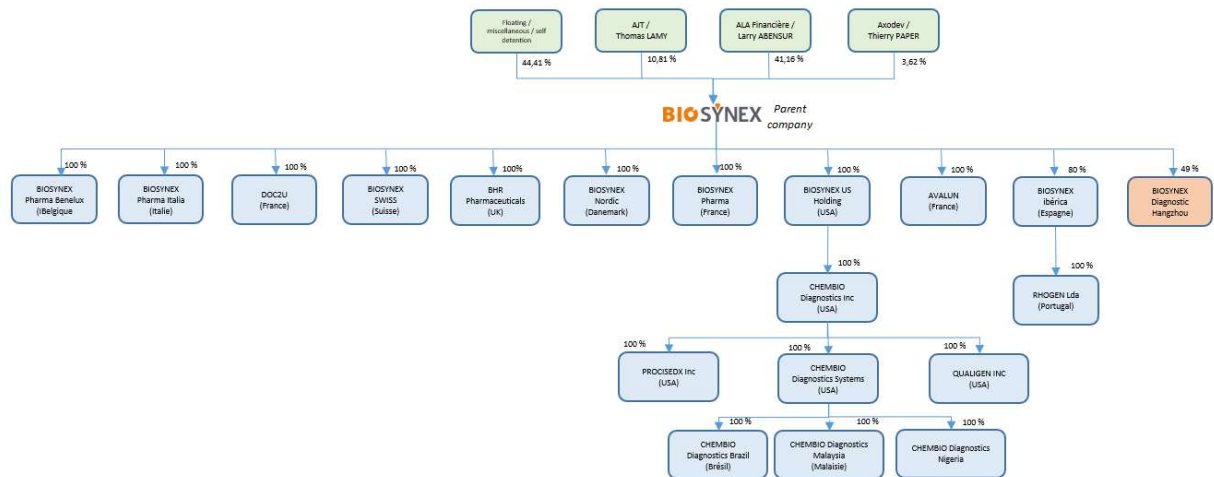 Floating /
miscellaneous / self
detention
AJT /
Thomas LAMY
ALA Financière /
Larry ABENSUR
Axodev /
Thierry PAPER
44,41 %
10,81 %
41,16 %
3,62 %
BIOSYNEX
Parent
company
100 %
100 %
100 %
100 %
100%
100 %
100 %
100 %
100 %
80 %
49 %
BIOSYNEX
Pharma Benelux
(IBelgique
BIOSYNEX
Pharma Italia
(Italie)
DOC2U
(France)
BIOSYNEX
SWISS
(Suisse)
BHR
Pharmaceuticals
(UK)
BIOSYNEX
Nordic
(Danemark)
BIOSYNEX
Pharma
(France)
BIOSYNEX US
Holding
(USA)
AVALUN
(France)
BIOSYNEX
ibérica
(Espagne)
BIOSYNEX
Diagnostic
Hangzhou
100 %
100 %
CHEMBIO
Diagnostics Inc
(USA)
RHOGEN Lda
(Portugal)
100 %
100 %
100 %
PROCISEDX Inc
(USA)
CHEMBIO
Diagnostics Systems
(USA)
QUALIGEN INC
(USA)
100 %
100 %
100 %
CHEMBIO
Diagnostics Brazil
(Brésil)
CHEMBIO Diagnostics
Malaysia
(Malaisie)
CHEMBIO Diagnostics
Nigeria